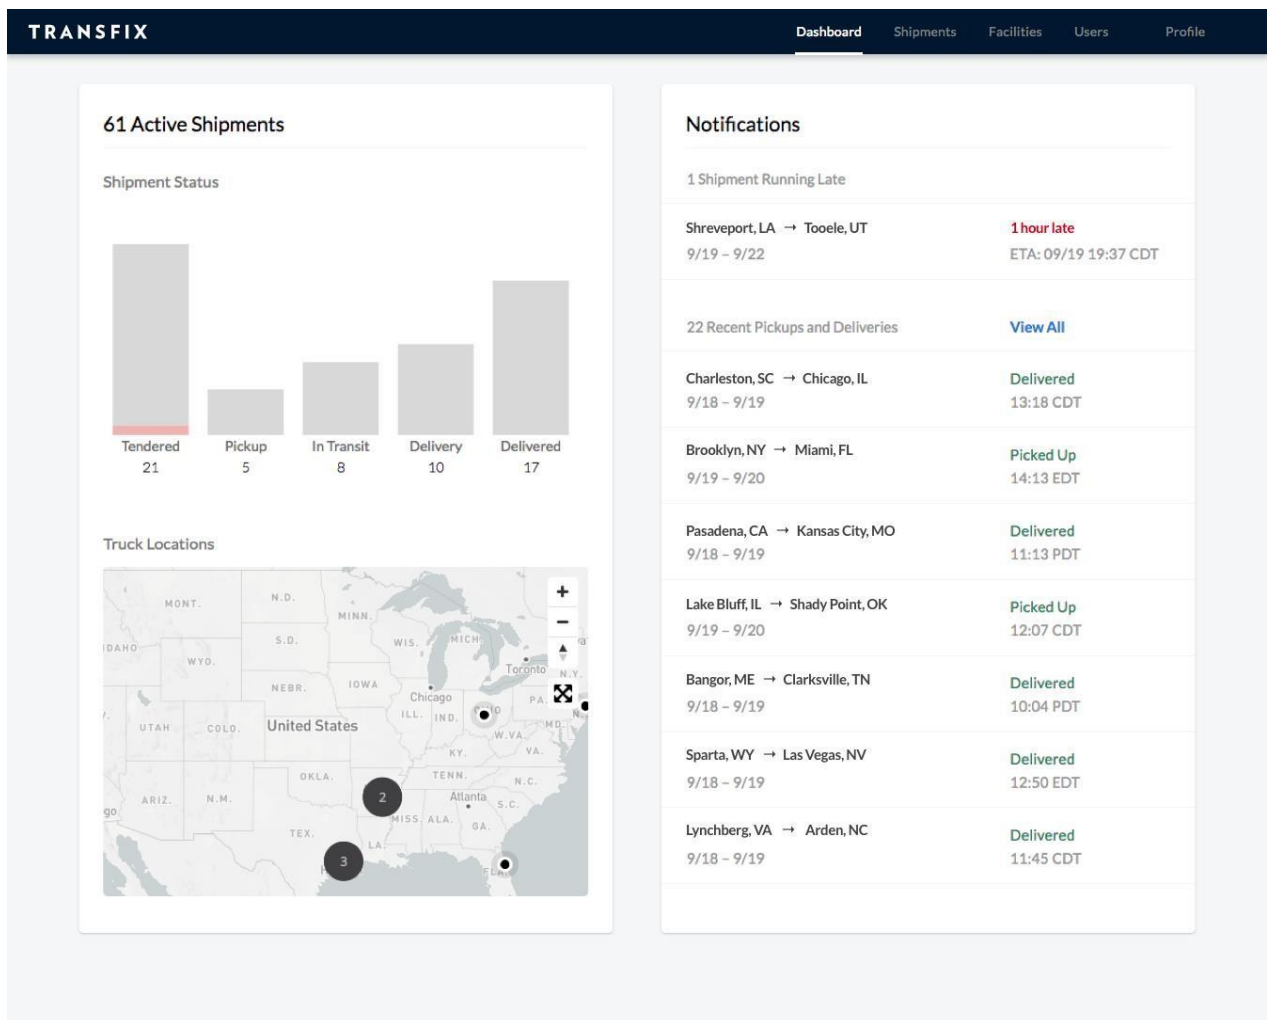 TRANSFIX
Dashboard Shipments Facilities Users Profile
61 Active Shipments
Shipment Status
Tendered Pickup In Transit Delivery Delivered
21 5 8 10 17
Truck Locations
MONT.
N.D.
MINN.
IDAHO
WYO.
S.D.
WIS.
MICH
Toronto
N.Y.
NEBR.
IOWA
Chicago
PA.
UTAH
COLO.
United States
ILL.
IND.
MD.
W.VA.
KY.
VA.
OKLA.
TENN.
N.C.
ARIZ.
N.M.
2
Atlanta
S.C.
MISS.
ALA.
GA.
TEX.
LA.
3
FLA.
Notifications
1 Shipment Running Late
Shreveport, LA → Tooele, UT 1 hour late
9/19 – 9/22 ETA: 09/19 19:37 CDT
22 Recent Pickups and Deliveries View All
Charleston, SC → Chicago, IL Delivered
9/18 – 9/19 13:18 CDT
Brooklyn, NY → Miami, FL Picked Up
9/19 – 9/20 14:13 EDT
Pasadena, CA → Kansas City, MO Delivered
9/18 – 9/19 11:13 PDT
Lake Bluff, IL → Shady Point, OK Picked Up
9/19 – 9/20 12:07 CDT
Bangor, ME → Clarksville, TN Delivered
9/18 – 9/19 10:04 PDT
Sparta, WY → Las Vegas, NV Delivered
9/18 – 9/19 12:50 EDT
Lynchberg, VA → Arden, NC Delivered
9/18 – 9/19 11:45 CDT